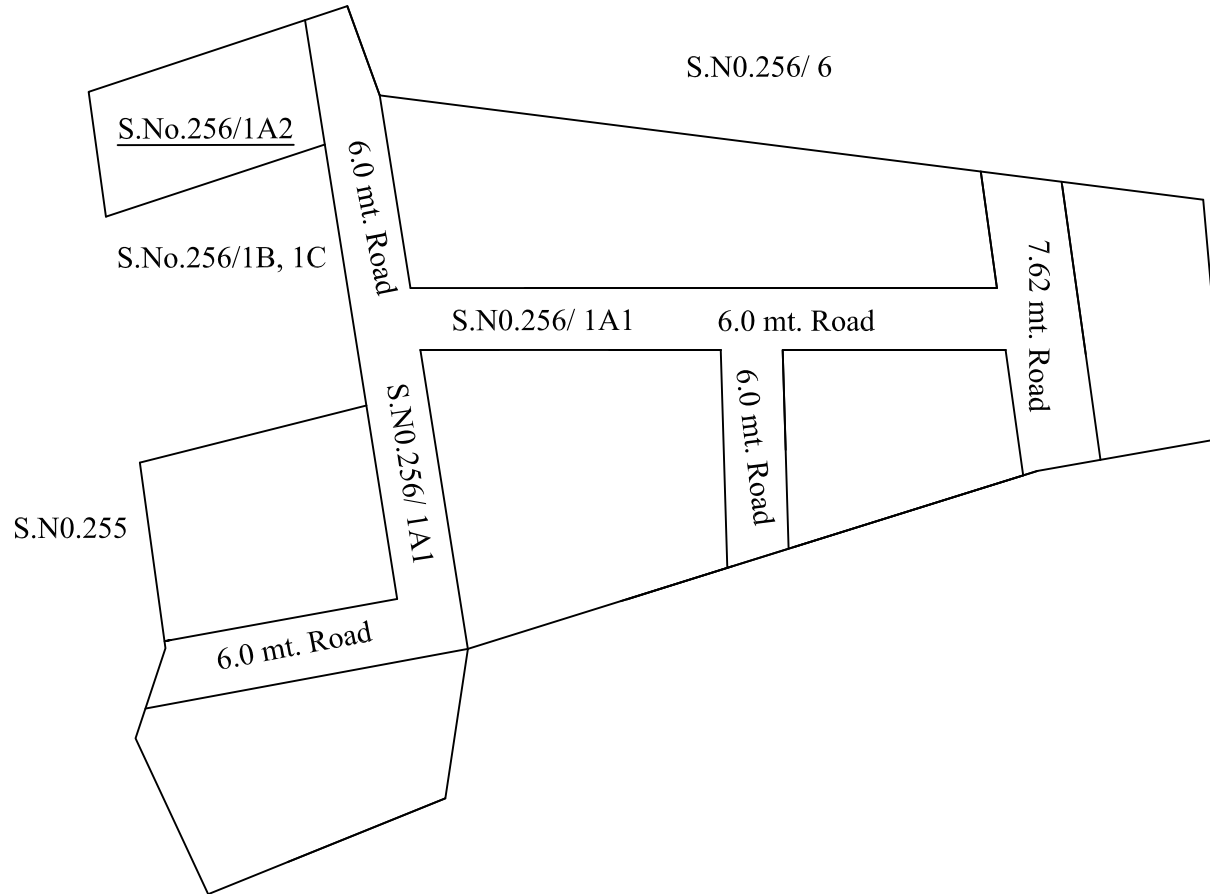 S.N0.256/ 6
S.No.256/1A2
6.0 mt. Road
S.No.256/1B, 1C
7.62 mt. Road
S.N0.256/ 1A1
6.0 mt. Road
S.N0.256/ 1A1
6.0 mt. Road
S.N0.255
6.0 mt. Road